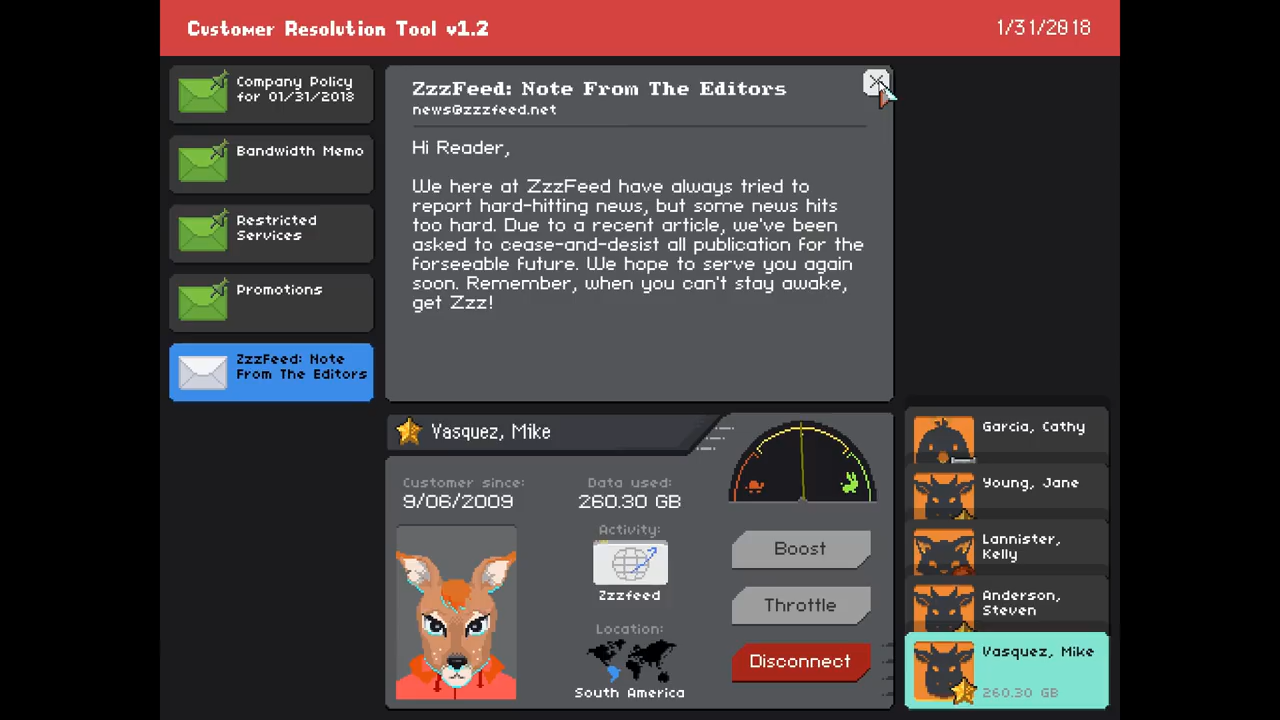 Customer Resolution Tool v1.2
1/31/2018
Company Policy
for 01/31/2018
Bandwidth Memo
Restricted
Services
Promotions
ZzzFeed: Note
From The Editors
ZzzFeed: Note From The Editors
news@zzzfeed.net
Hi Reader,
We here at ZzzFeed have always tried to
report hard-hitting news, but some news hits
too hard. Due to a recent article, we've been
asked to cease-and-desist all publication for the
forseeable future. We hope to serve you again
soon. Remember, when you can't stay awake,
get Zzz!
Vasquez, Mike
Customer since:
9/06/2009
Data used:
260.30 GB
Activity:
Zzzfeed
Location:
South America
Boost
Throttle
Disconnect
Garcia, Cathy
Young, Jane
Lannister,
Kelly
Anderson,
Steven
Vasquez, Mike
260.30 GB